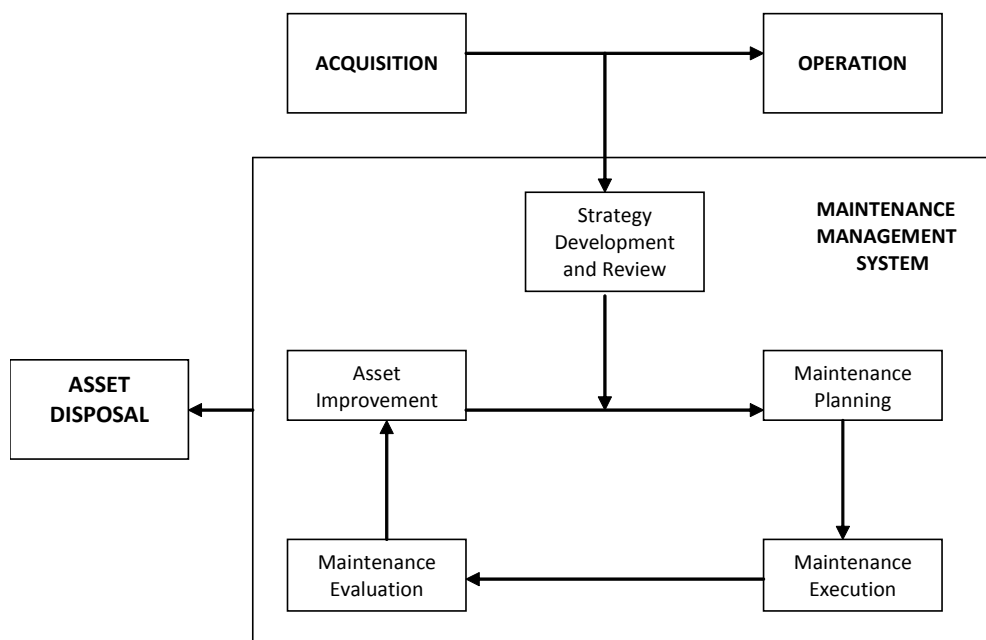 ACQUISITION
OPERATION
Strategy
Development
and Review
MAINTENANCE
MANAGEMENT
SYSTEM
ASSET
DISPOSAL
Asset
Improvement
Maintenance
Planning
Maintenance
Evaluation
Maintenance
Execution